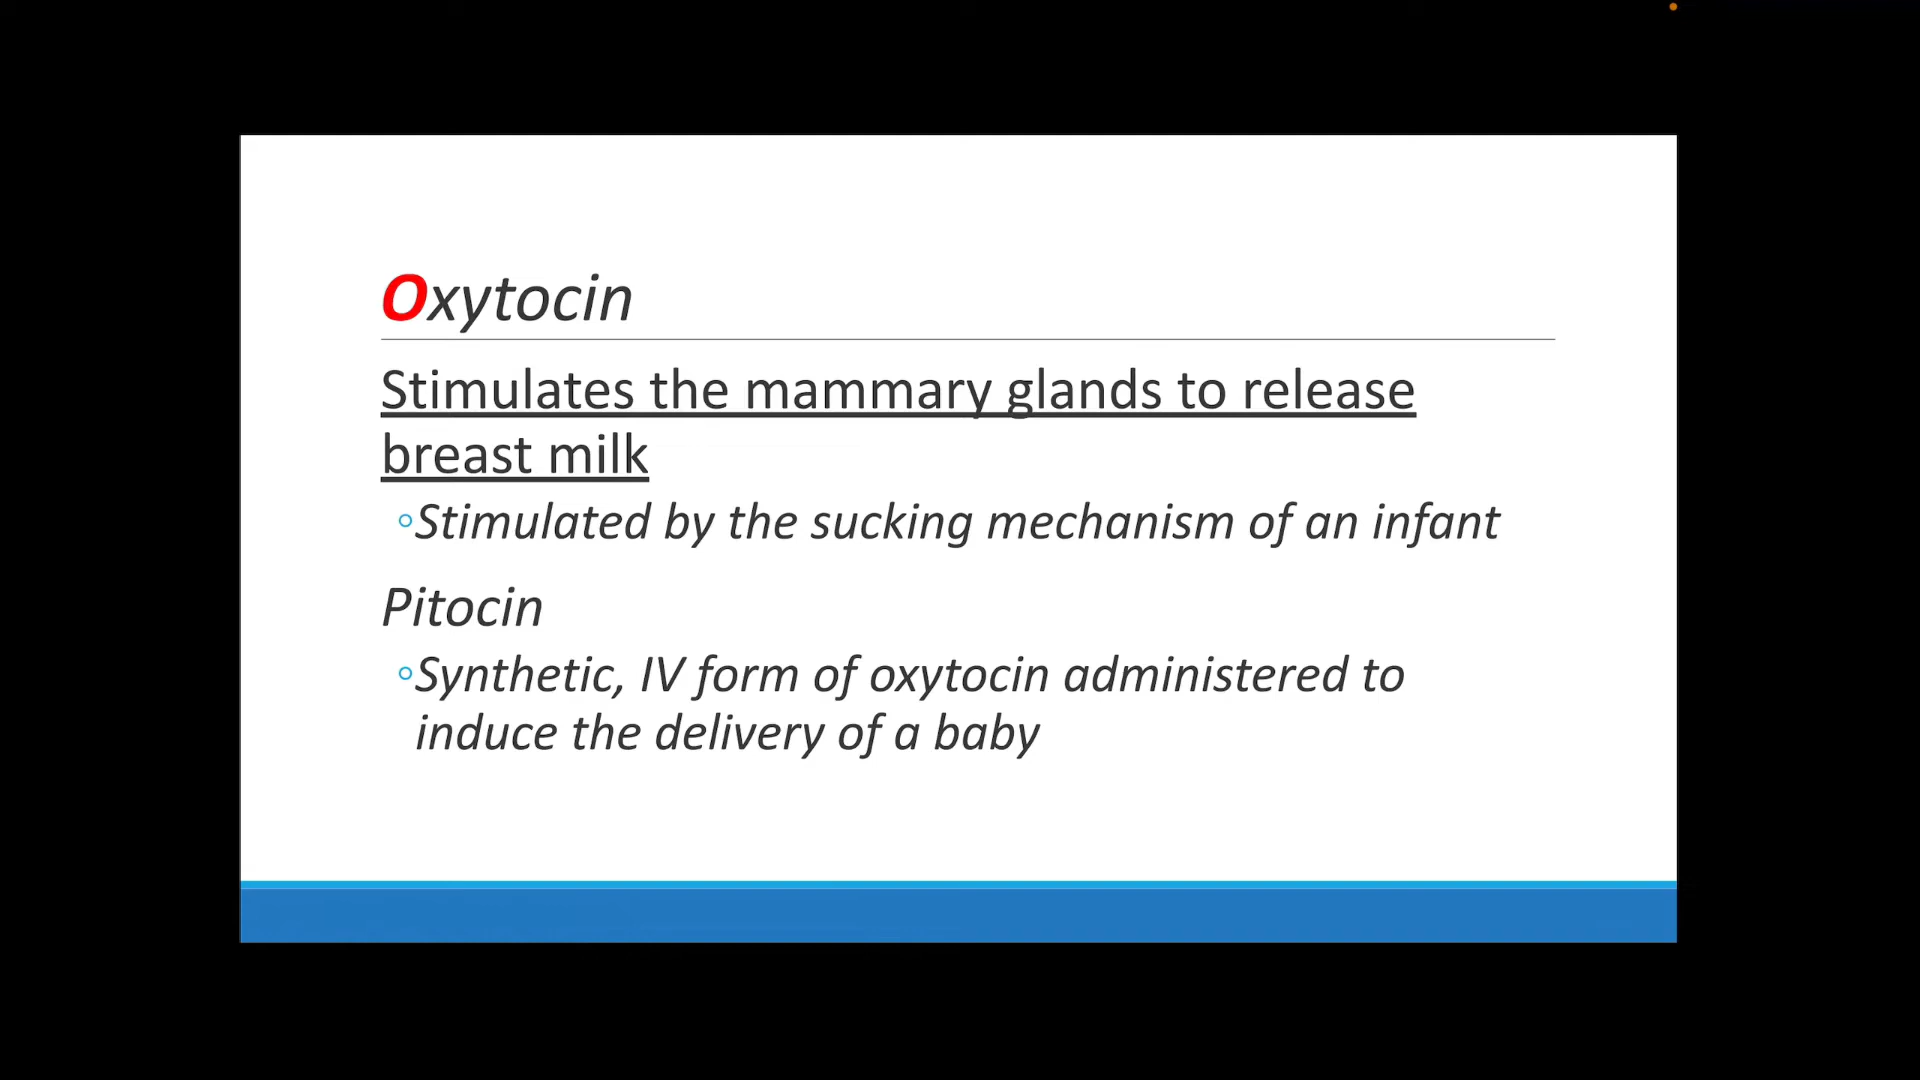 Oxytocin
Stimulates the mammary glands to release
breast milk
◦Stimulated by the sucking mechanism of an infant
Pitocin
◦Synthetic, IV form of oxytocin administered to
induce the delivery of a baby